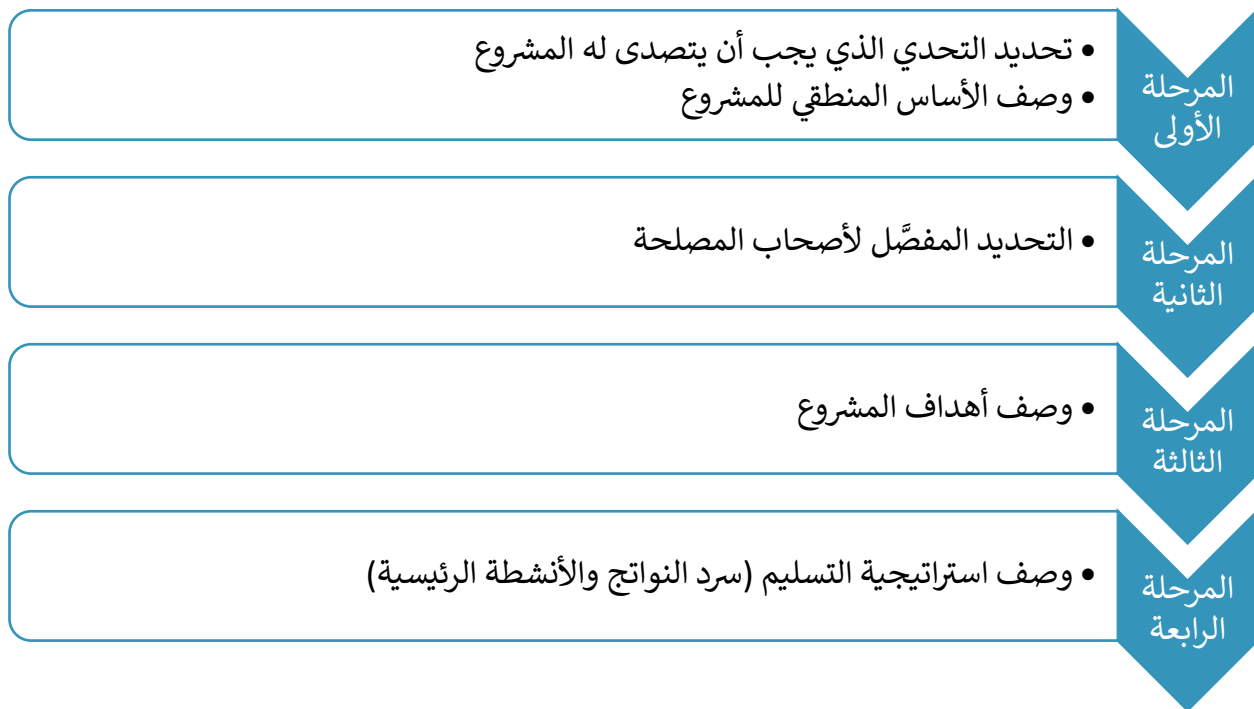 المرحلة
الأولى
• تحديد التحدي الذي يجب أن يتصدى له المشروع
• وصف الأساس المنطقي للمشروع
المرحلة
الثانية
• التحديد المفصَّل لأصحاب المصلحة
المرحلة
الثالثة
• وصف أهداف المشروع
المرحلة
الرابعة
• وصف استراتيجية التسليم (سرد النواتج والأنشطة الرئيسية)